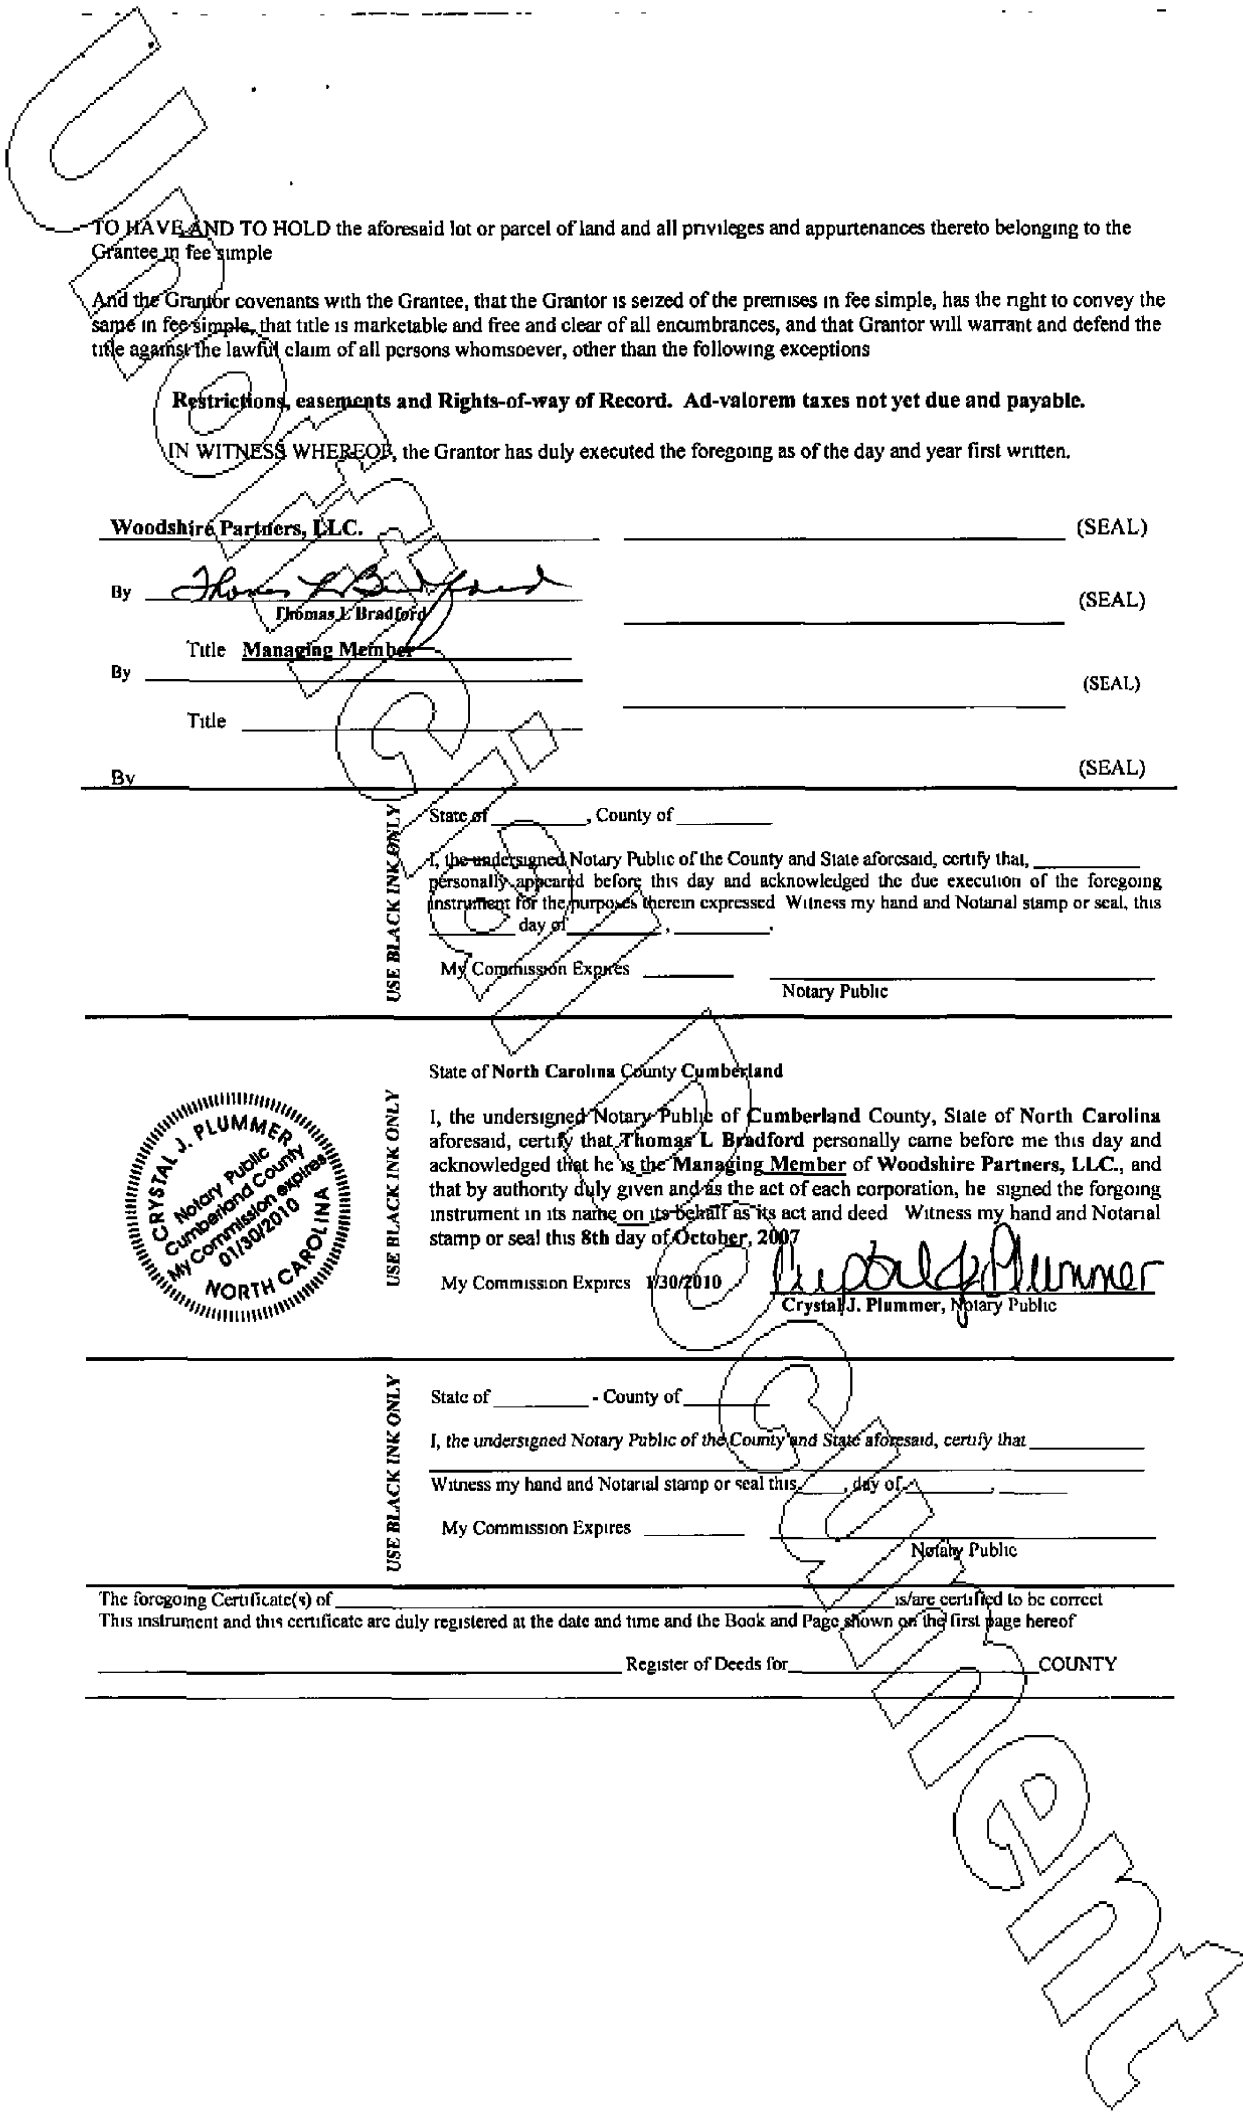 TO HAVE AND TO HOLD the aforesaid lot or parcel of land and all privileges and appurtenances thereto belonging to the
Grantee in fee simple
And the Grantor covenants with the Grantee, that the Grantor is seized of the premises in fee simple, has the right to convey the
same in fee simple, that title is marketable and free and clear of all encumbrances, and that Grantor will warrant and defend the
title against the lawful claim of all persons whomsoever, other than the following exceptions
Restrictions, easements and Rights-of-way of Record. Ad-valorem taxes not yet due and payable.
IN WITNESS WHEREOF, the Grantor has duly executed the foregoing as of the day and year first written.
Woodshire Partners, LLC. (SEAL)
By Thomas L Bradford (SEAL)
Thomas L Bradford
Title Managing Member
By (SEAL)
Title
By (SEAL)
USE BLACK INK ONLY
State of , County of
I, the undersigned Notary Public of the County and State aforesaid, certify that,
personally appeared before this day and acknowledged the due execution of the foregoing
instrument for the purposes therein expressed Witness my hand and Notarial stamp or seal, this
day of , .
My Commission Expires
Notary Public
CRYSTAL J. PLUMMER
Notary Public
Cumberland County
My Commission expires
01/30/2010
NORTH CAROLINA
USE BLACK INK ONLY
State of North Carolina County Cumberland
I, the undersigned Notary Public of Cumberland County, State of North Carolina
aforesaid, certify that Thomas L Bradford personally came before me this day and
acknowledged that he is the Managing Member of Woodshire Partners, LLC., and
that by authority duly given and as the act of each corporation, he signed the forgoing
instrument in its name on its behalf as its act and deed Witness my hand and Notarial
stamp or seal this 8th day of October, 2007
My Commission Expires 1/30/2010 Crystal J. Plummer
Crystal J. Plummer, Notary Public
USE BLACK INK ONLY
State of - County of
I, the undersigned Notary Public of the County and State aforesaid, certify that
Witness my hand and Notarial stamp or seal this , day of , 
My Commission Expires
Notary Public
The foregoing Certificate(s) of is/are certified to be correct
This instrument and this certificate are duly registered at the date and time and the Book and Page shown on the first page hereof
Register of Deeds for COUNTY
Unofficial Document